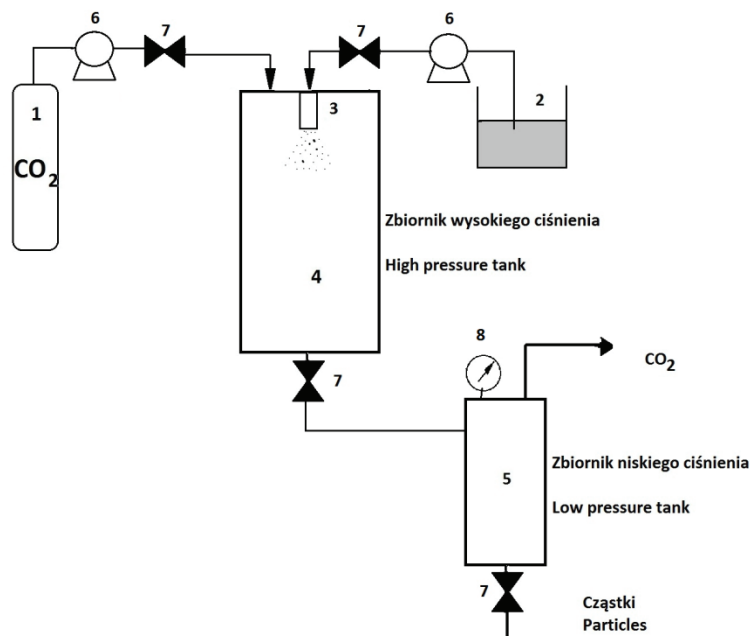 6
7
7
6
1
CO2
3
2
Zbiornik wysokiego ciśnienia
High pressure tank
4
8
7
CO2
Zbiornik niskiego ciśnienia
5
Low pressure tank
7
Cząstki
Particles